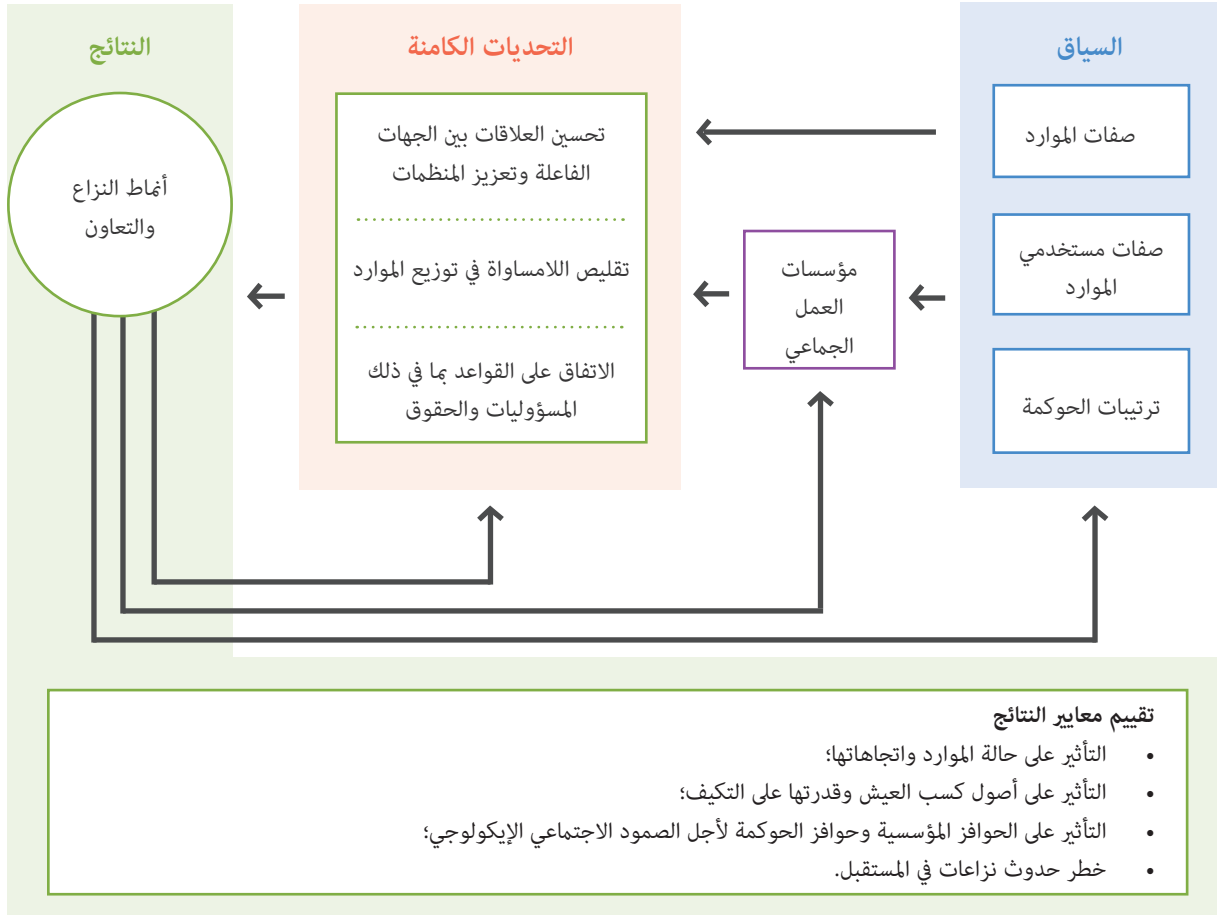 السياق
صفات الموارد
صفات مستخدمي
الموارد
ترتيبات الحوكمة
مؤسسات
العمل
الجماعي
التحديات الكامنة
تحسين العلاقات بين الجهات
الفاعلة وتعزيز المنظمات
تقليص اللامساواة في توزيع الموارد
الاتفاق على القواعد بما في ذلك
المسؤوليات والحقوق
النتائج
أنماط النزاع
والتعاون
تقييم معايير النتائج
• التأثير على حالة الموارد واتجاهاتها؛
• التأثير على أصول كسب العيش وقدرتها على التكيف؛
• التأثير على الحوافز المؤسسية وحوافز الحوكمة لأجل الصمود الاجتماعي الإيكولوجي؛
• خطر حدوث نزاعات في المستقبل.